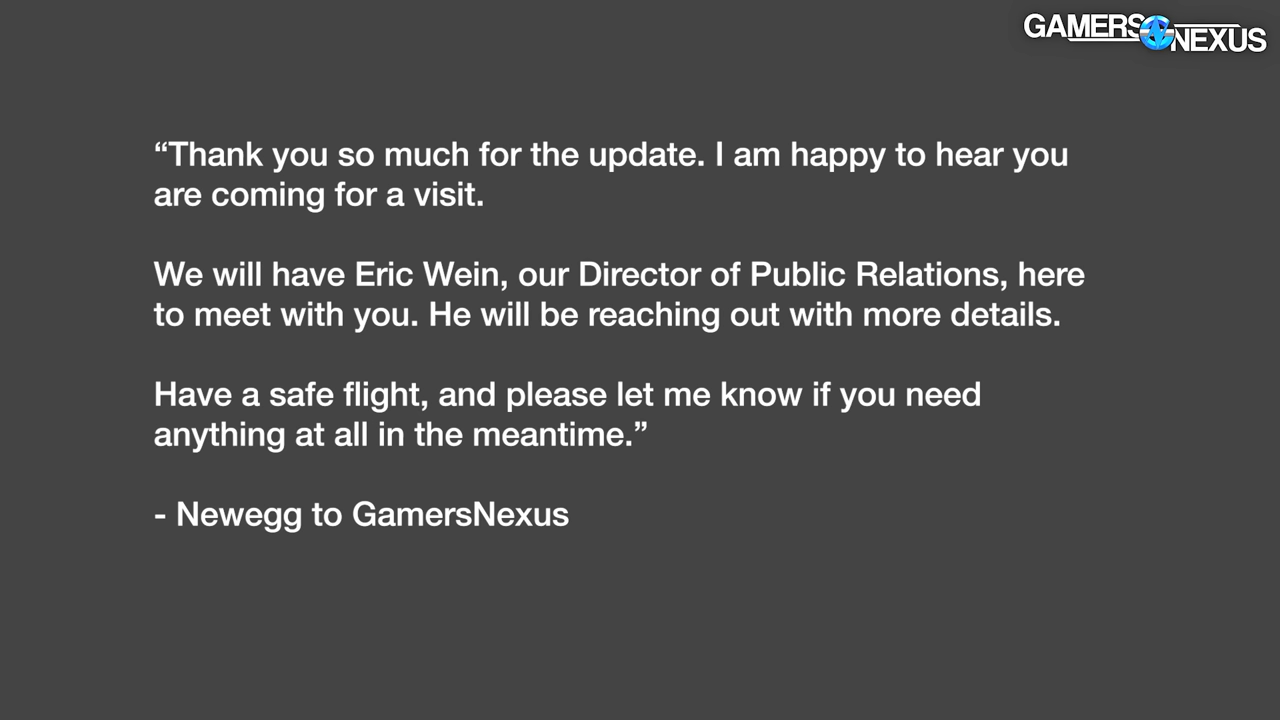 GAMERS NEXUS
“Thank you so much for the update. I am happy to hear you
are coming for a visit.
We will have Eric Wein, our Director of Public Relations, here
to meet with you. He will be reaching out with more details.
Have a safe flight, and please let me know if you need
anything at all in the meantime.”
- Newegg to GamersNexus